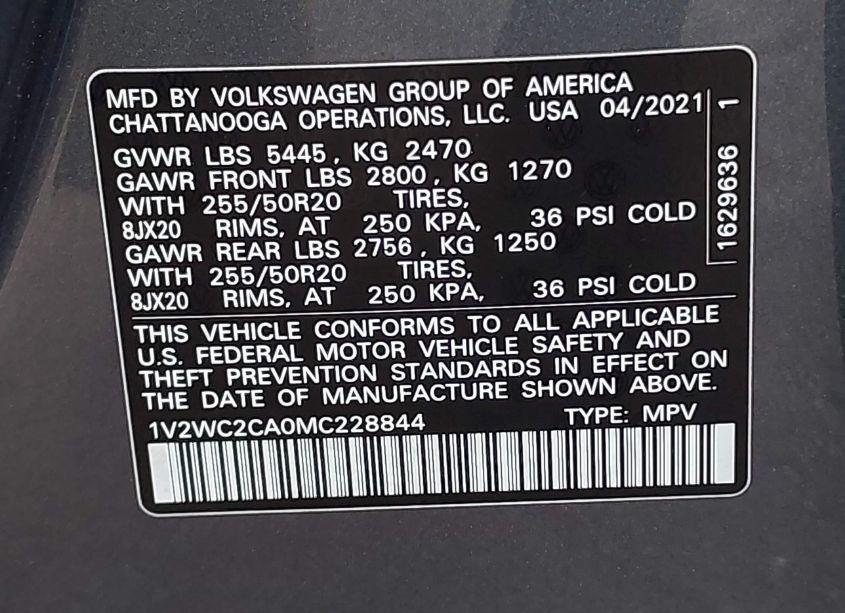 MFD BY VOLKSWAGEN GROUP OF AMERICA
CHATTANOOGA OPERATIONS, LLC. USA 04/2021
GVWR LBS 5445, KG 2470
GAWR FRONT LBS 2800, KG 1270
WITH 255/50R20 TIRES,
8JX20 RIMS, AT 250 KPA, 36 PSI COLD
GAWR REAR LBS 2756, KG 1250
WITH 255/50R20 TIRES,
8JX20 RIMS, AT 250 KPA, 36 PSI COLD
1629636 1
THIS VEHICLE CONFORMS TO ALL APPLICABLE
U.S. FEDERAL MOTOR VEHICLE SAFETY AND
THEFT PREVENTION STANDARDS IN EFFECT ON
THE DATE OF MANUFACTURE SHOWN ABOVE.
1V2WC2CA0MC228844 TYPE: MPV